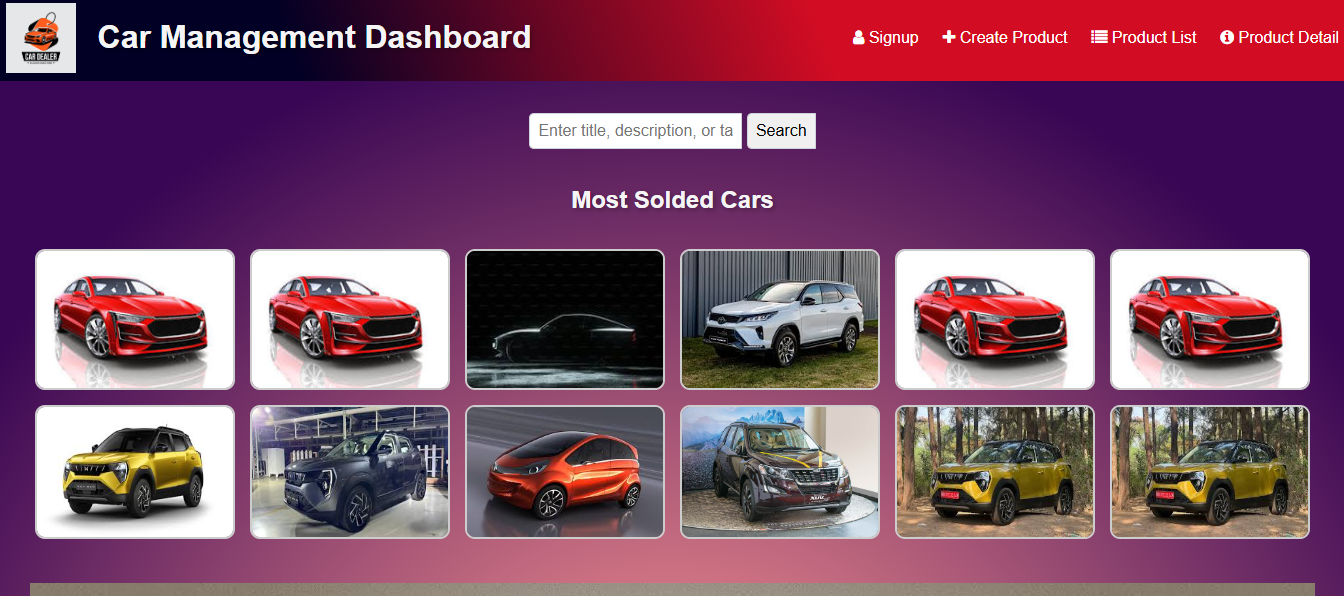 CAR DEALER
Car Management Dashboard
Signup
Create Product
Product List
Product Detail
Enter title, description, or ta
Search
Most Solded Cars